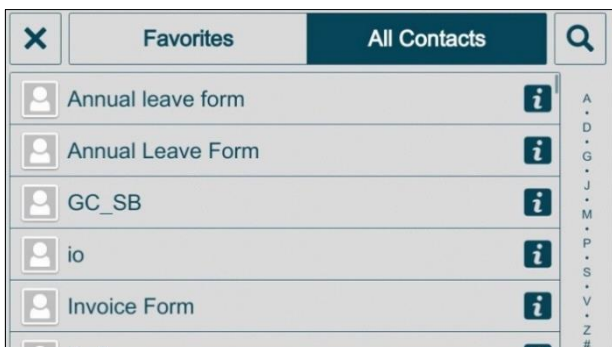 Favorites
All Contacts
Annual leave form
Annual Leave Form
GC_SB
io
Invoice Form
A
D
G
J
M
P
S
V
Z
#